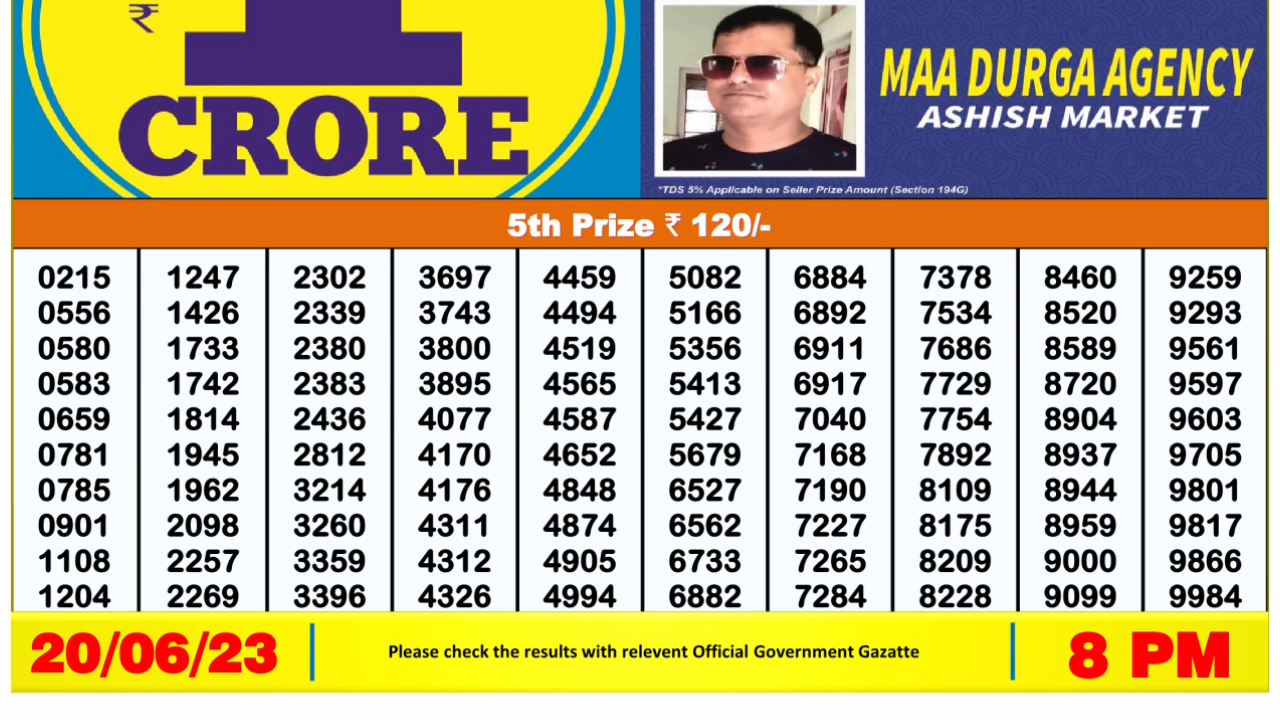 ₹ 1
CRORE
MAA DURGA AGENCY
ASHISH MARKET
*TDS 5% Applicable on Seller Prize Amount (Section 194G)
5th Prize ₹ 120/-
0215 1247 2302 3697 4459 5082 6884 7378 8460 9259
0556 1426 2339 3743 4494 5166 6892 7534 8520 9293
0580 1733 2380 3800 4519 5356 6911 7686 8589 9561
0583 1742 2383 3895 4565 5413 6917 7729 8720 9597
0659 1814 2436 4077 4587 5427 7040 7754 8904 9603
0781 1945 2812 4170 4652 5679 7168 7892 8937 9705
0785 1962 3214 4176 4848 6527 7190 8109 8944 9801
0901 2098 3260 4311 4874 6562 7227 8175 8959 9817
1108 2257 3359 4312 4905 6733 7265 8209 9000 9866
1204 2269 3396 4326 4994 6882 7284 8228 9099 9984
20/06/23
Please check the results with relevent Official Government Gazatte
8 PM